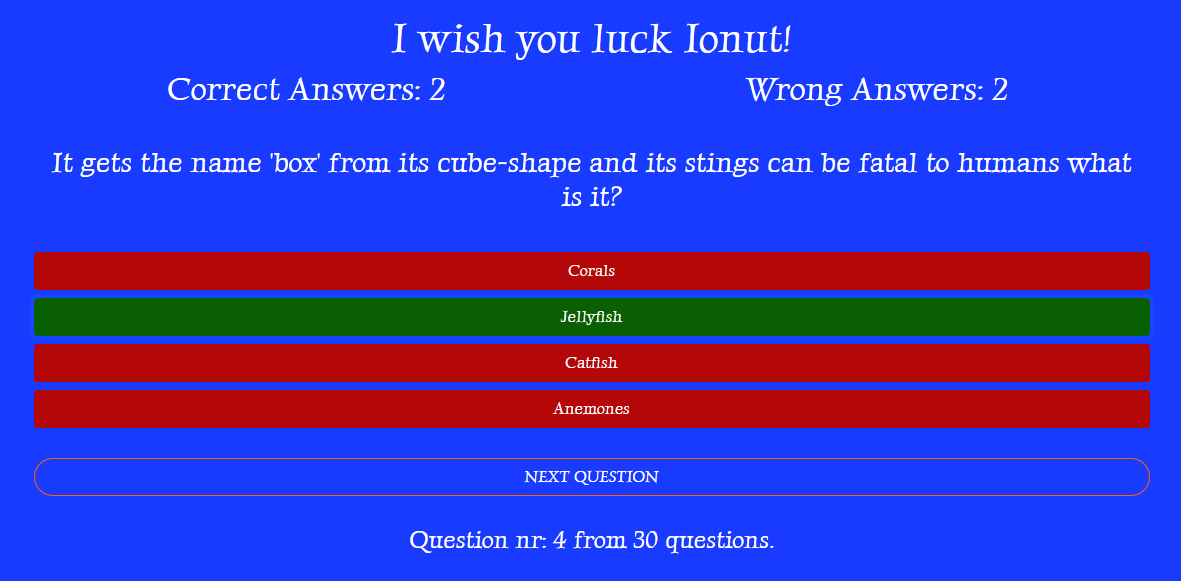 I wish you luck Ionut!
Correct Answers: 2
Wrong Answers: 2
It gets the name 'box' from its cube-shape and its stings can be fatal to humans what
is it?
Corals
Jellyfish
Catfish
Anemones
NEXT QUESTION
Question nr: 4 from 30 questions.